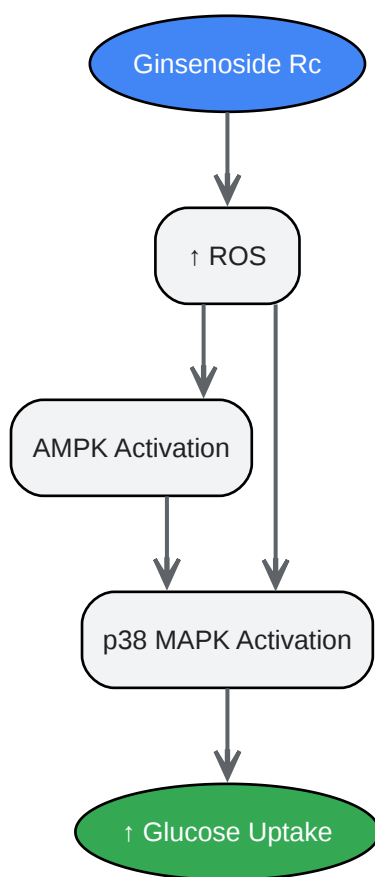 Ginsenoside Rc
↑ ROS
AMPK Activation
p38 MAPK Activation
↑ Glucose Uptake